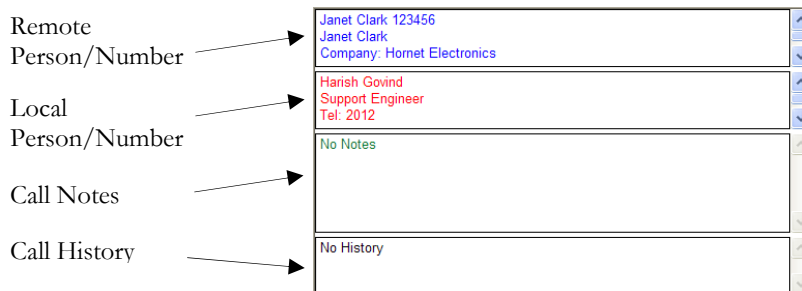 Remote
Person/Number
Janet Clark 123456
Janet Clark
Company: Hornet Electronics
Local
Person/Number
Harish Govind
Support Engineer
Tel: 2012
Call Notes
No Notes
Call History
No History